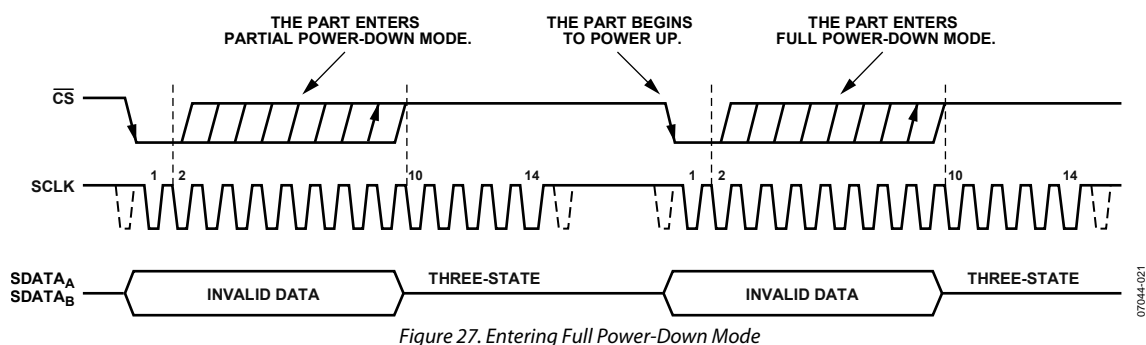 THE PART ENTERS
PARTIAL POWER-DOWN MODE.
THE PART BEGINS
TO POWER UP.
THE PART ENTERS
FULL POWER-DOWN MODE.
CS
SCLK
1 2 10 14 1 2 10 14
SDATAA
SDATAB
INVALID DATA
THREE-STATE
INVALID DATA
THREE-STATE
07044-021
Figure 27. Entering Full Power-Down Mode